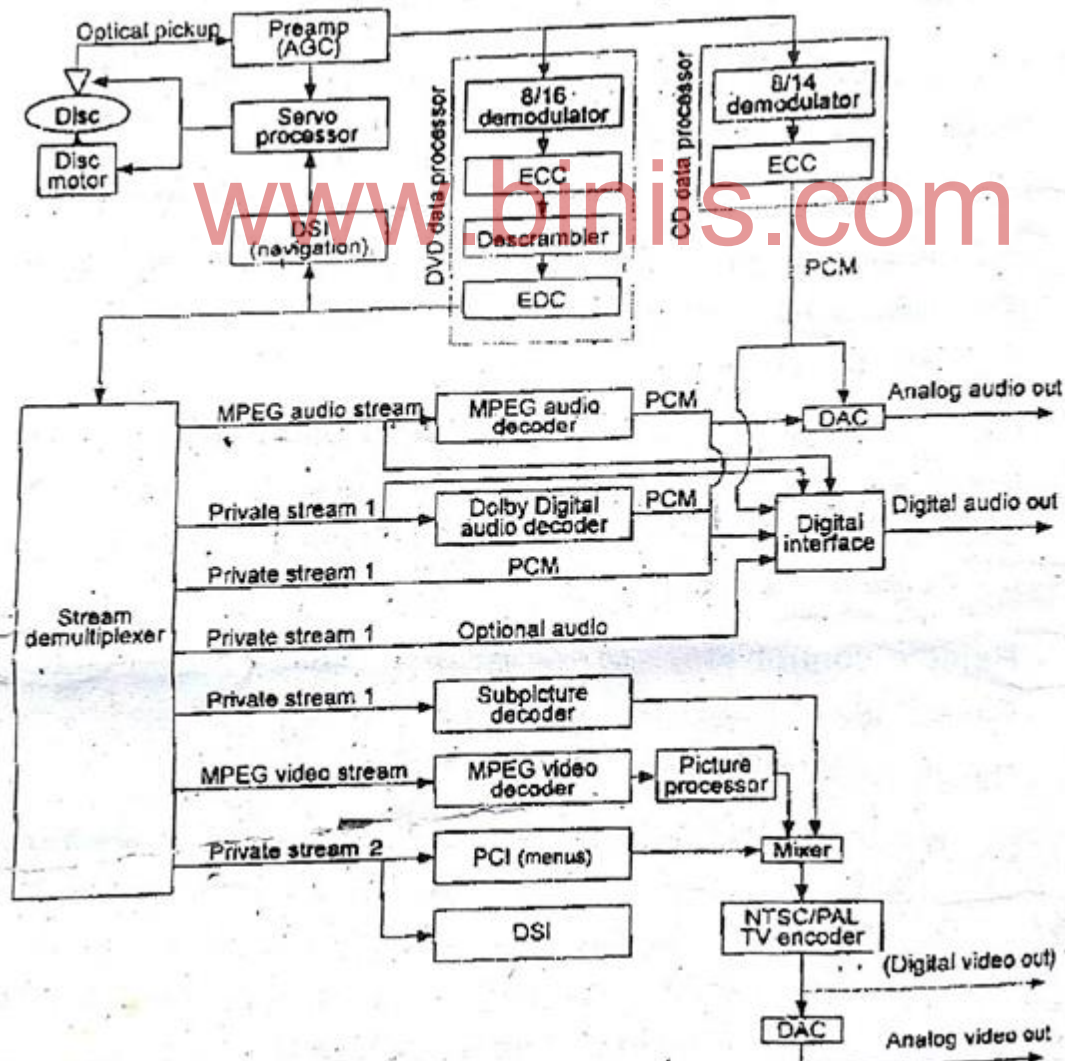 Optical pickup
Preamp
(AGC)
Disc
Disc
motor
Servo
processor
DSI
(navigation)
DVD data processor
8/16
demodulator
ECC
Descrambler
EDC
CD data processor
8/14
demodulator
ECC
www.binils.com
PCM
Stream
demultiplexer
MPEG audio stream
MPEG audio
decoder
PCM
DAC
Analog audio out
Private stream 1
Dolby Digital
audio decoder
PCM
Digital
interface
Digital audio out
Private stream 1
PCM
Private stream 1
Optional audio
Private stream 1
Subpicture
decoder
MPEG video stream
MPEG video
decoder
Picture
processor
Private stream 2
PCI (menus)
Mixer
DSI
NTSC/PAL
TV encoder
(Digital video out)
DAC
Analog video out